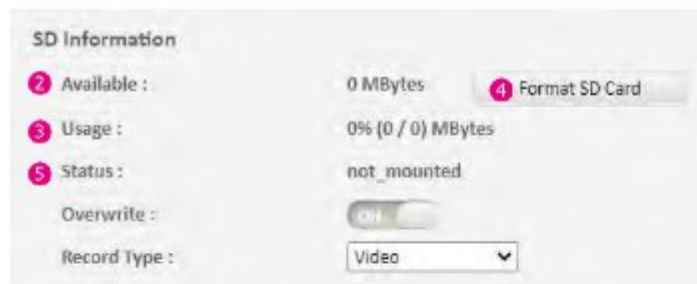 SD Information
2 Available : 0 MBytes 4 Format SD Card
3 Usage : 0% (0 / 0) MBytes
5 Status : not_mounted
Overwrite :
Record Type : Video